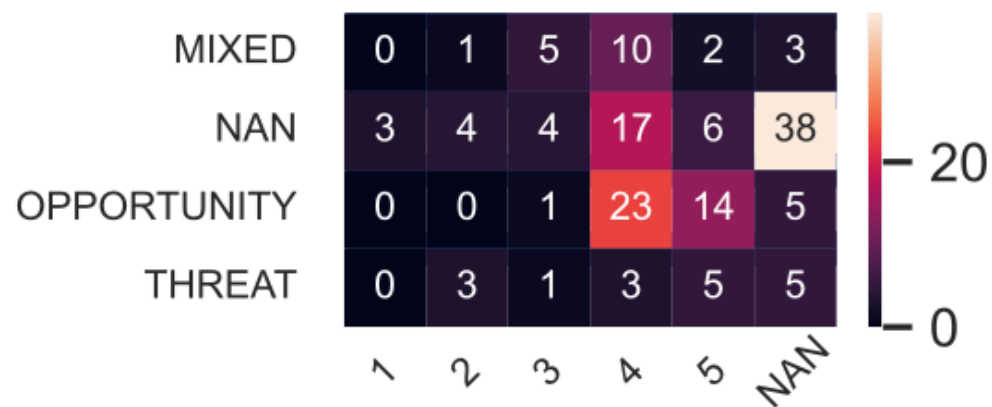 MIXED 0 1 5 10 2 3
NAN 3 4 4 17 6 38
OPPORTUNITY 0 0 1 23 14 5
THREAT 0 3 1 3 5 5
1 2 3 4 5 NAN
20
0